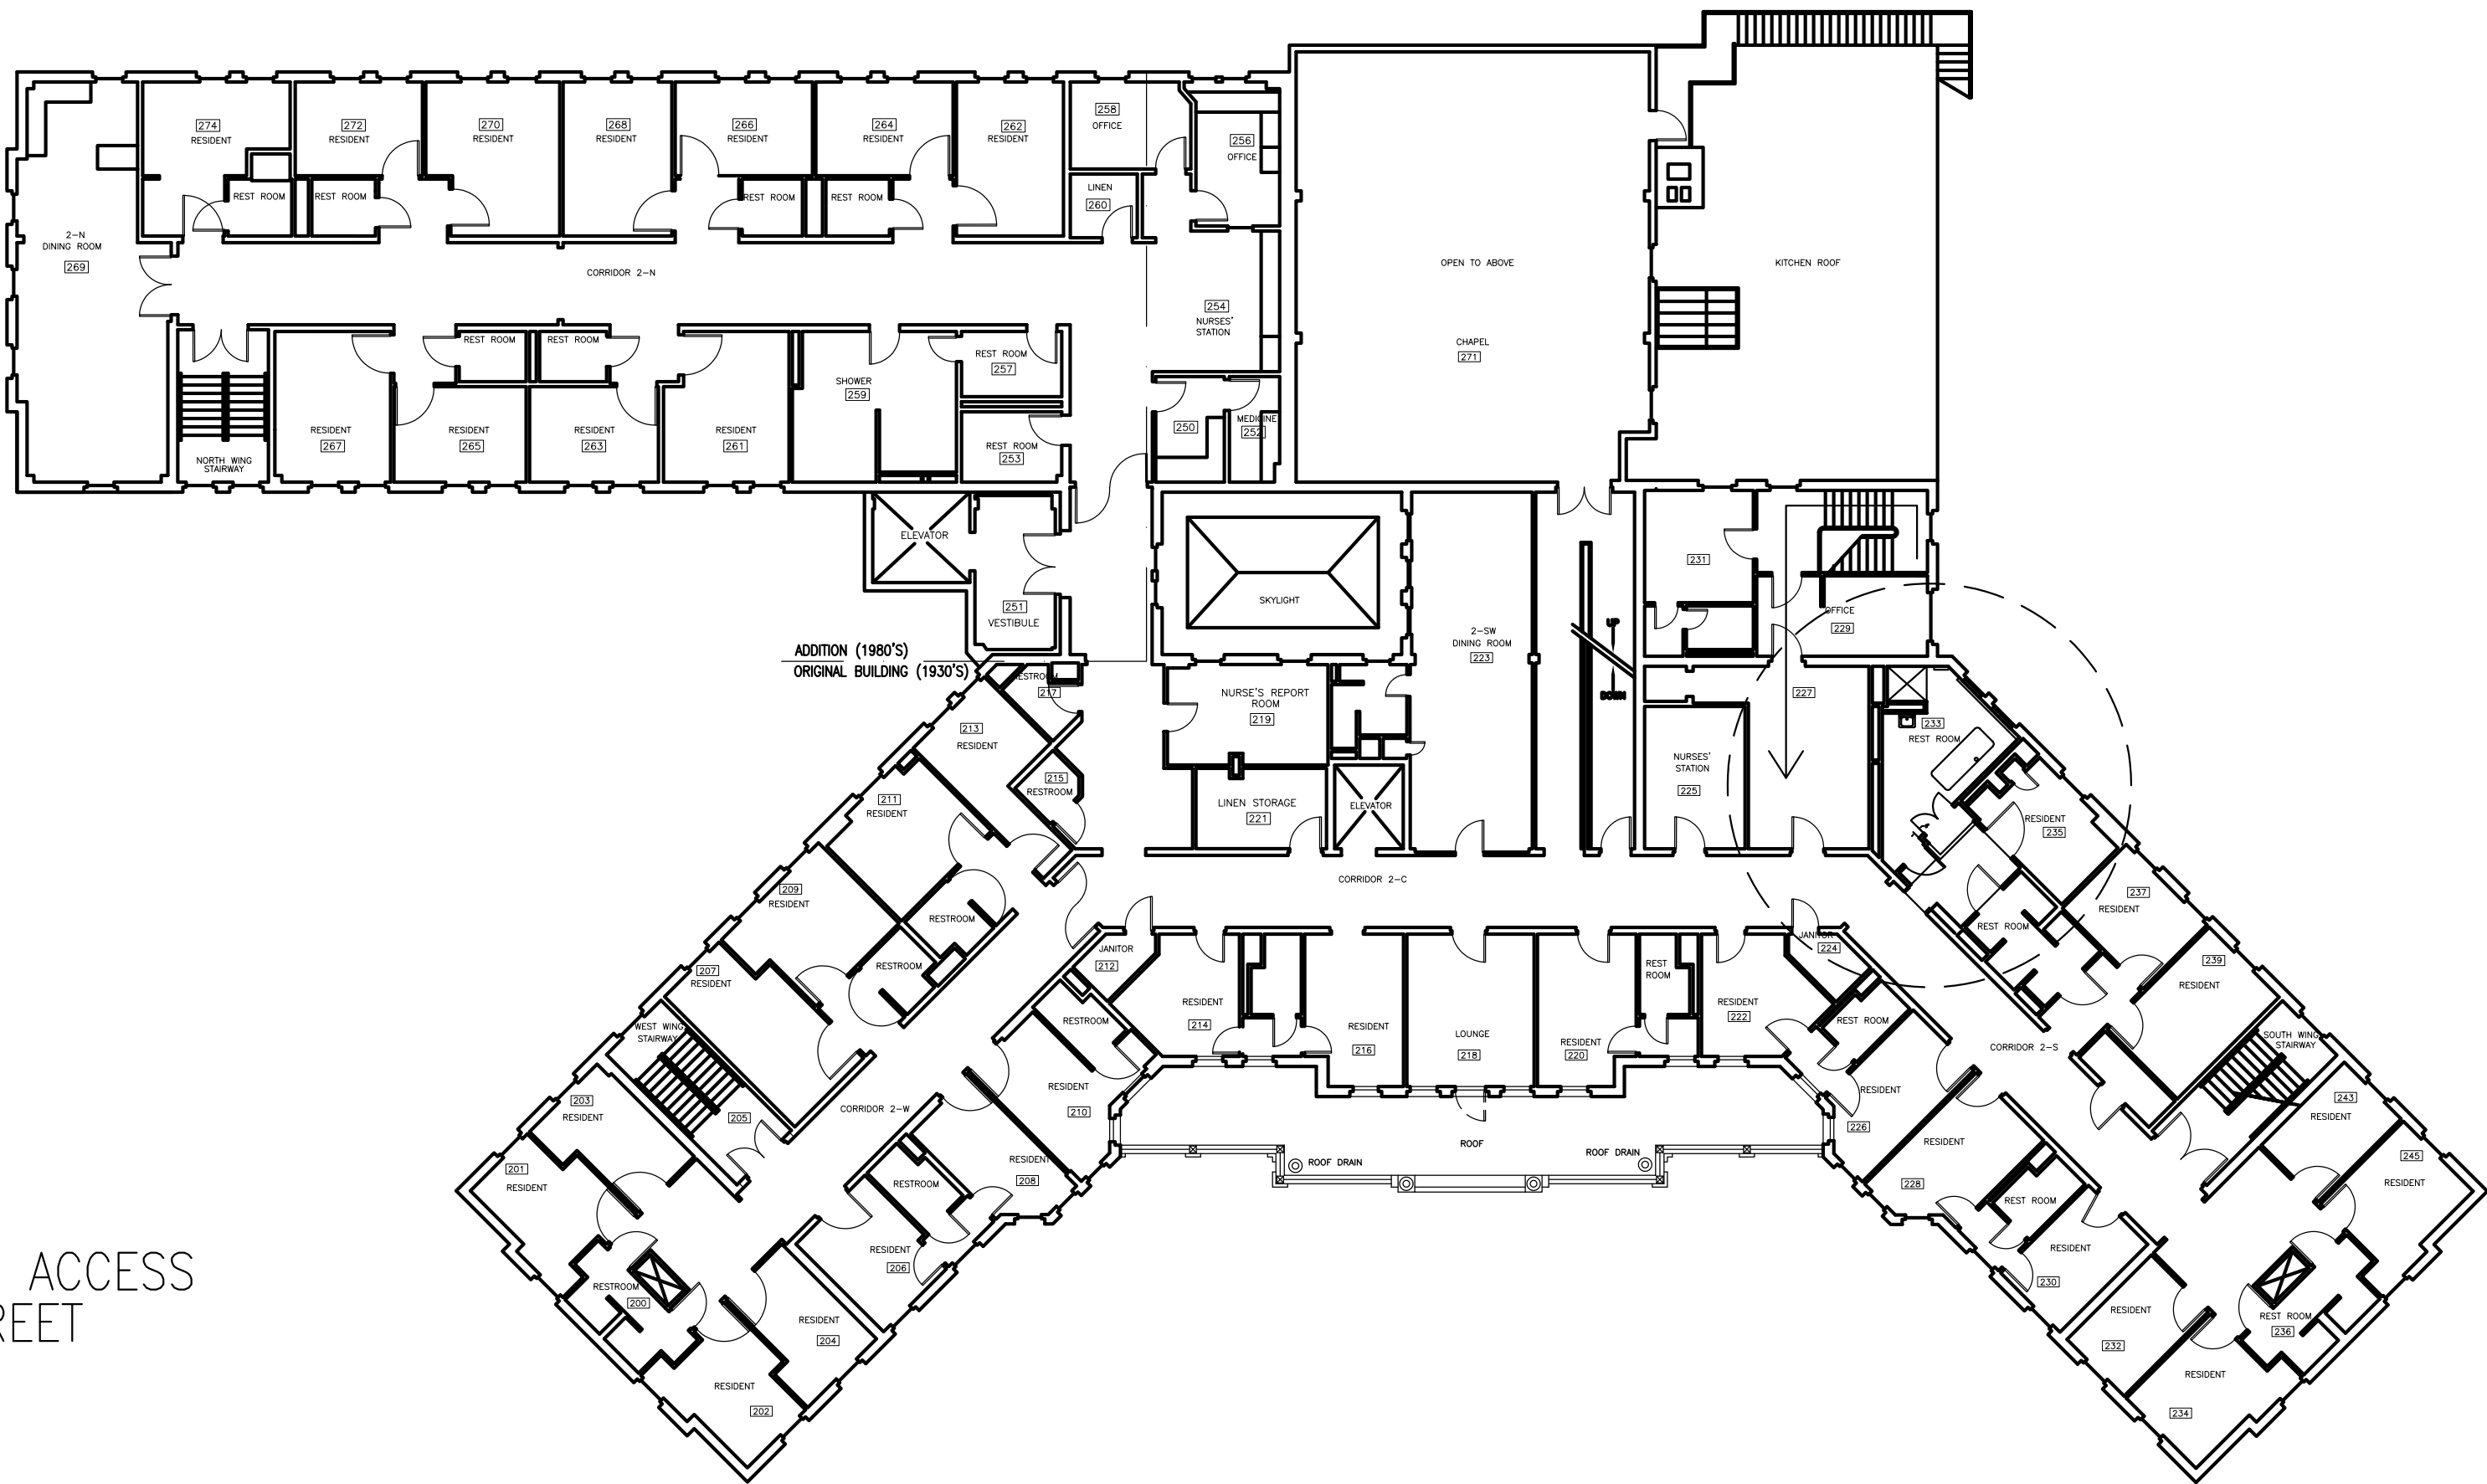 274
RESIDENT
272
RESIDENT
270
RESIDENT
268
RESIDENT
266
RESIDENT
264
RESIDENT
262
RESIDENT
258
OFFICE
256
OFFICE
REST ROOM
REST ROOM
REST ROOM
REST ROOM
LINEN
260
2-N
DINING ROOM
269
CORRIDOR 2-N
254
NURSES'
STATION
OPEN TO ABOVE
KITCHEN ROOF
CHAPEL
271
REST ROOM
REST ROOM
REST ROOM
257
SHOWER
259
RESIDENT
267
RESIDENT
265
RESIDENT
263
RESIDENT
261
REST ROOM
253
250
MEDICINE
252
NORTH WING
STAIRWAY
ELEVATOR
251
VESTIBULE
SKYLIGHT
2-SW
DINING ROOM
223
UP
DOWN
231
OFFICE
229
ADDITION (1980'S)
ORIGINAL BUILDING (1930'S)
RESTROOM
217
NURSE'S REPORT
ROOM
219
227
213
RESIDENT
233
REST ROOM
215
RESTROOM
NURSES'
STATION
225
211
RESIDENT
LINEN STORAGE
221
ELEVATOR
RESIDENT
235
209
RESIDENT
CORRIDOR 2-C
237
RESIDENT
RESTROOM
REST ROOM
JANITOR
212
JANITOR
224
207
RESIDENT
RESTROOM
REST
ROOM
239
RESIDENT
RESIDENT
214
RESIDENT
216
LOUNGE
218
RESIDENT
220
RESIDENT
222
RESTROOM
REST ROOM
WEST WING
STAIRWAY
SOUTH WING
STAIRWAY
CORRIDOR 2-S
203
RESIDENT
205
CORRIDOR 2-W
RESIDENT
210
RESIDENT
226
243
RESIDENT
ROOF
ROOF DRAIN
ROOF DRAIN
201
RESIDENT
RESTROOM
RESIDENT
208
RESIDENT
228
REST ROOM
245
RESIDENT
RESIDENT
206
RESIDENT
230
RESTROOM
200
RESIDENT
204
RESIDENT
232
REST ROOM
236
RESIDENT
202
RESIDENT
234
ACCESS
REET